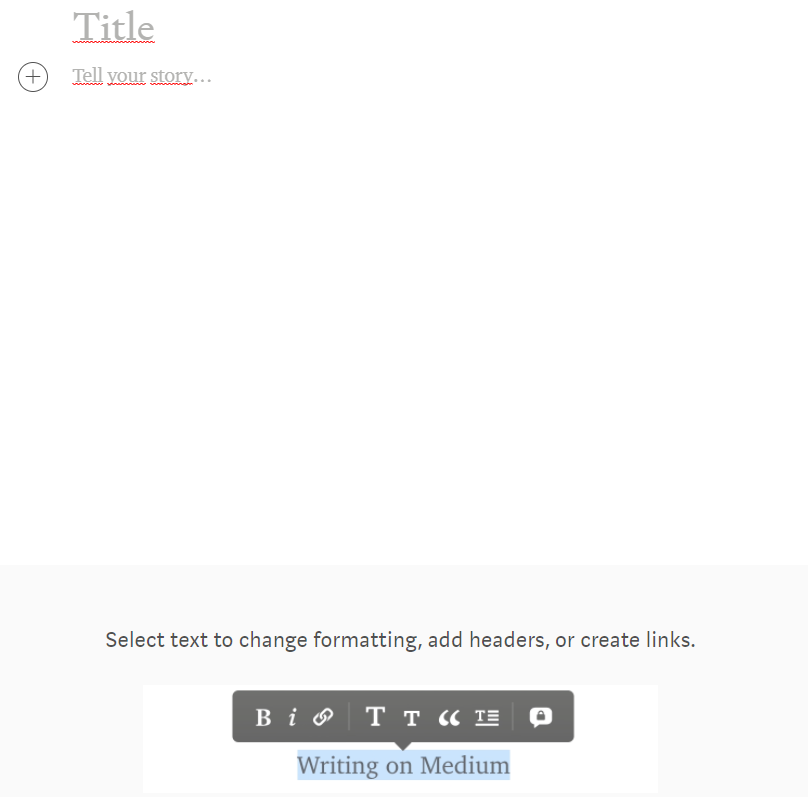 Title
Tell your story...
Select text to change formatting, add headers, or create links.
B i T T “ T
Writing on Medium